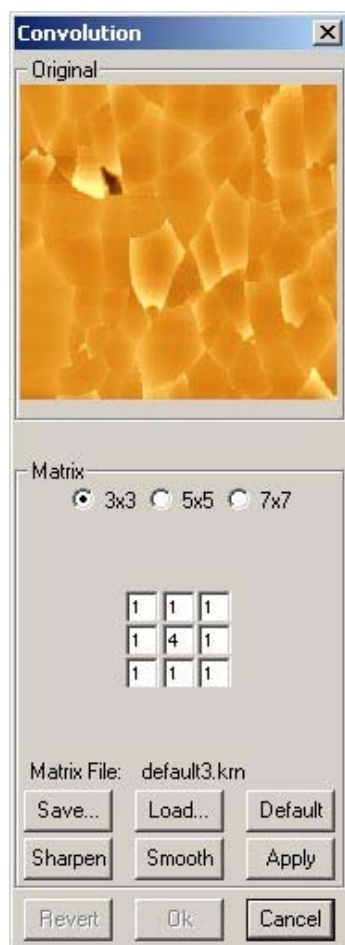 Convolution
Original
Matrix
3x3 5x5 7x7
1 1 1
1 4 1
1 1 1
Matrix File: default3.krn
Save... Load... Default
Sharpen Smooth Apply
Revert Ok Cancel